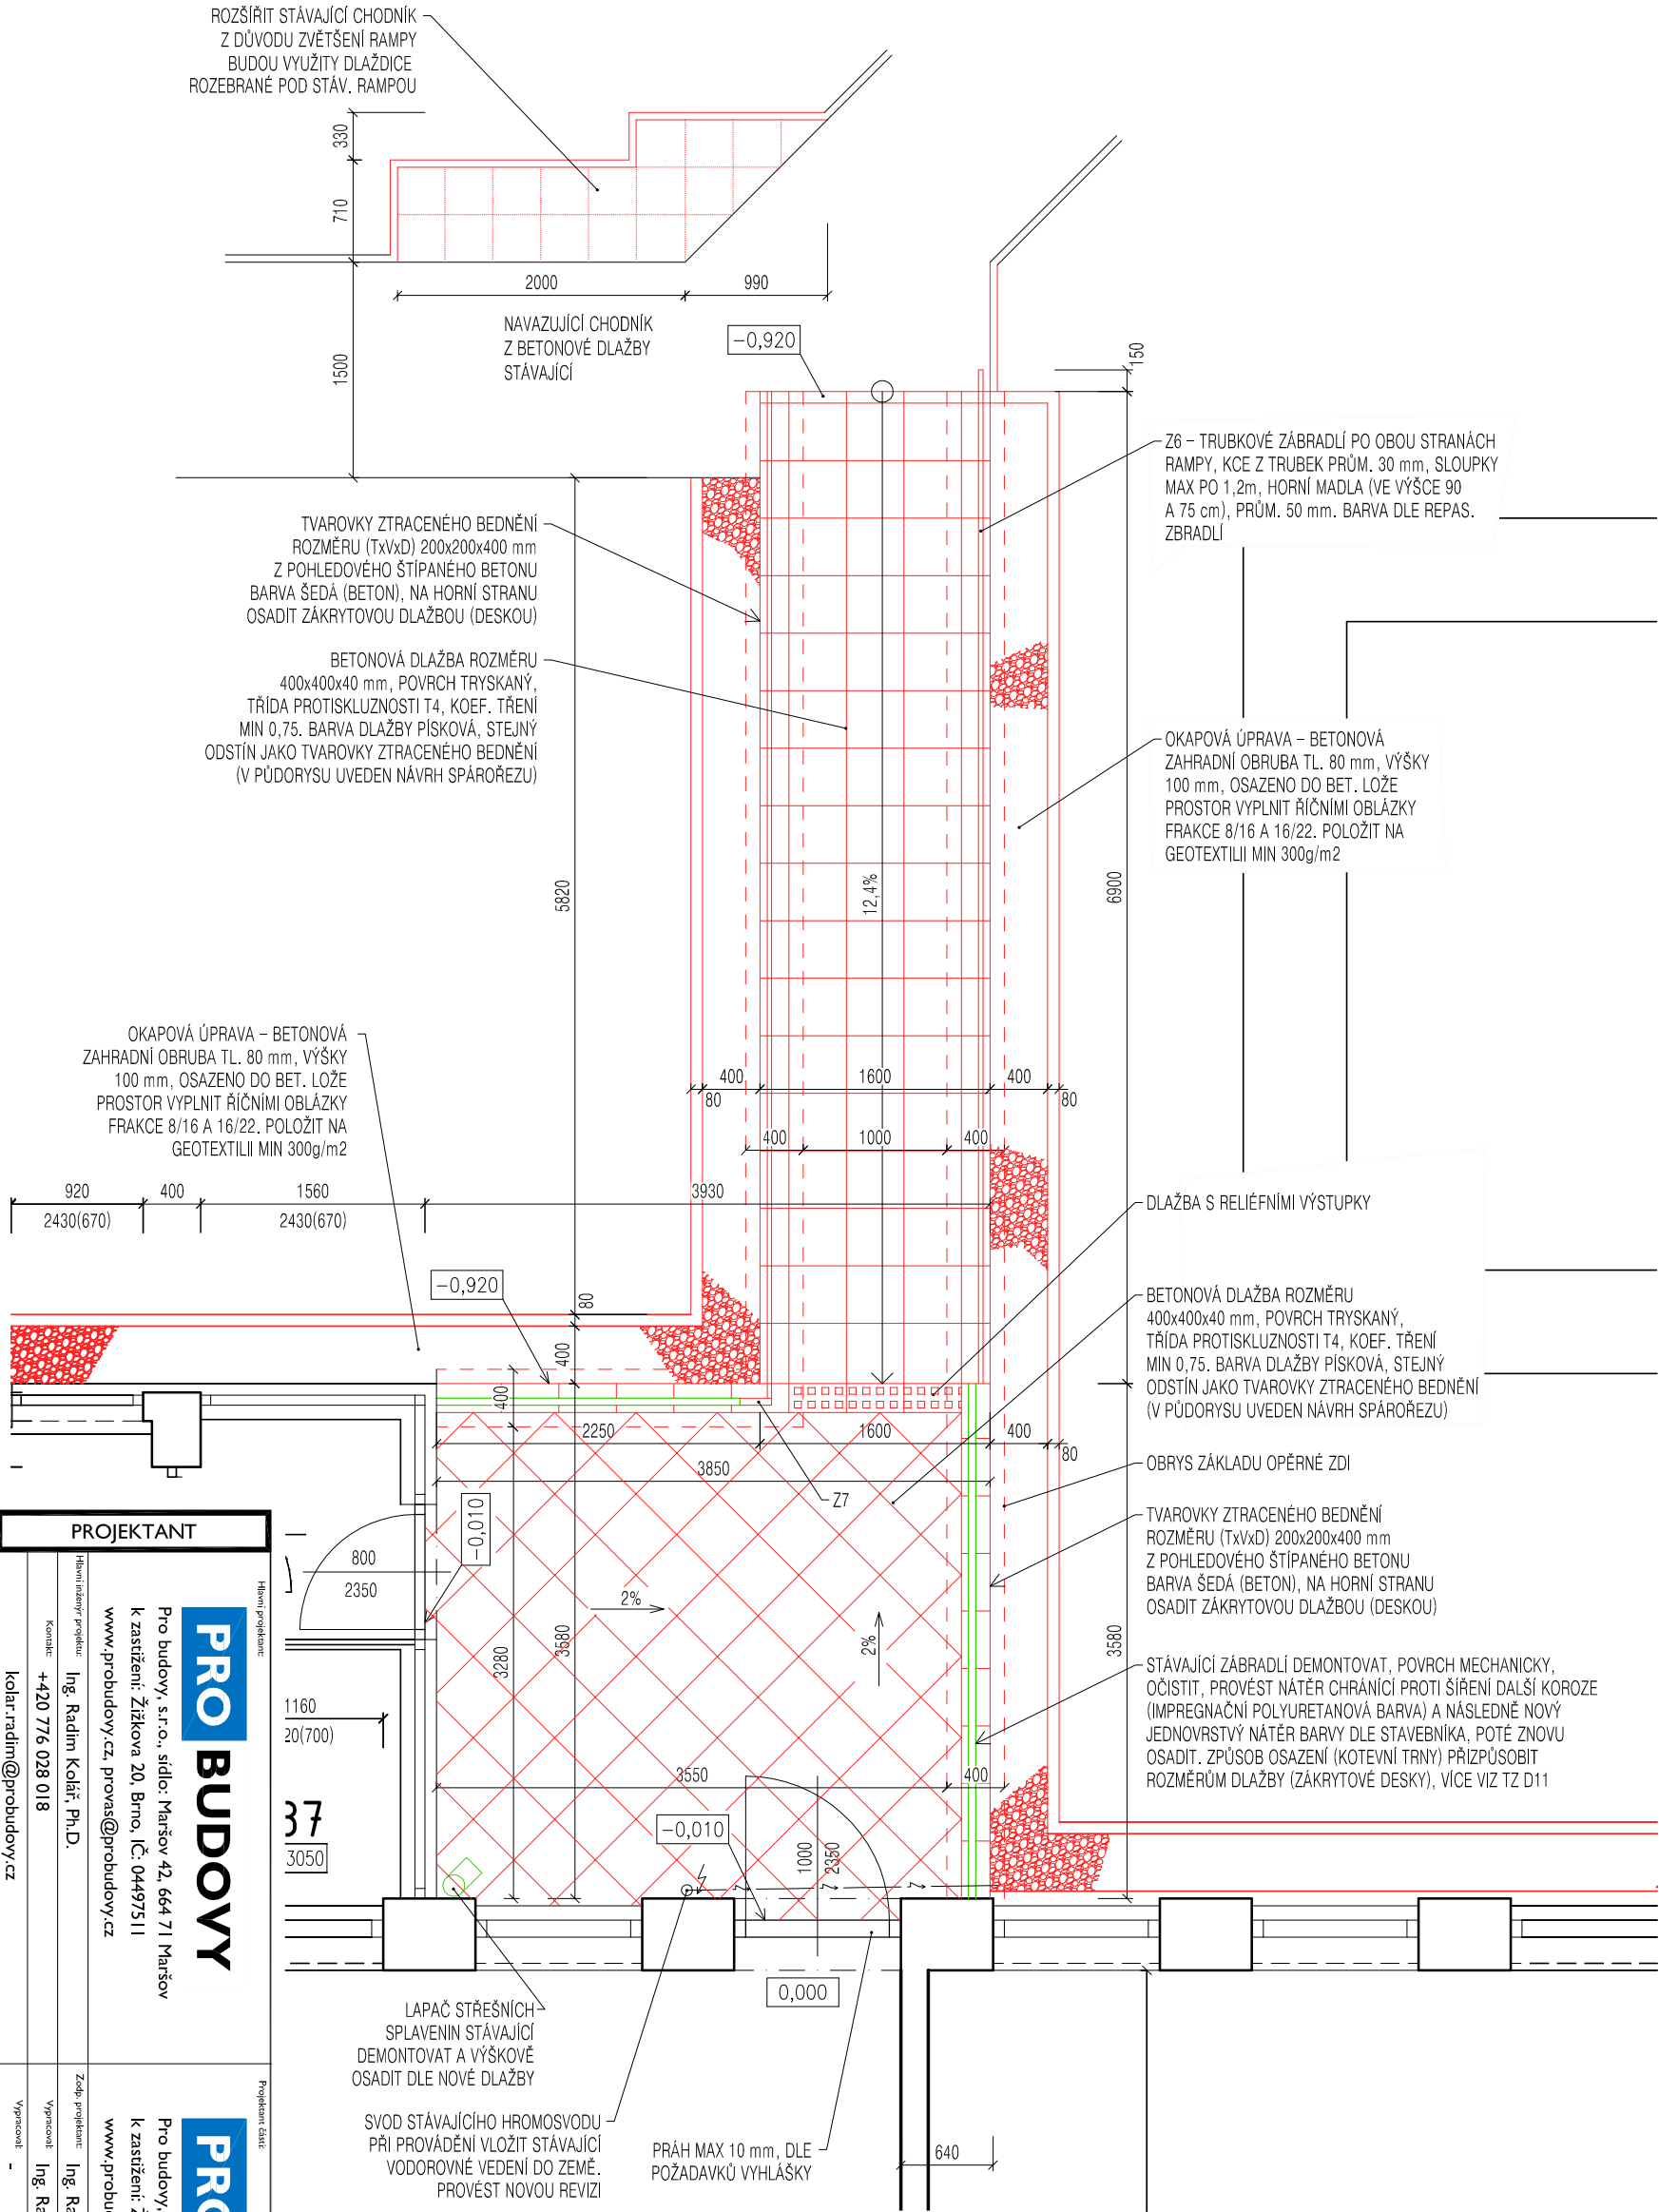 ROZŠÍŘIT STÁVAJÍCÍ CHODNÍK
Z DŮVODU ZVĚTŠENÍ RAMPY
BUDOU VYUŽITY DLAŽDICE
ROZEBRANÉ POD STÁV. RAMPOU
330
710
1500
2000
990
NAVAZUJÍCÍ CHODNÍK
Z BETONOVÉ DLAŽBY
STÁVAJÍCÍ
-0,920
150
Z6 - TRUBKOVÉ ZÁBRADLÍ PO OBOU STRANÁCH
RAMPY, KCE Z TRUBEK PRŮM. 30 mm, SLOUPKY
MAX PO 1,2m, HORNÍ MADLA (VE VÝŠCE 90
A 75 cm), PRŮM. 50 mm. BARVA DLE REPAS.
ZBRADLÍ
TVAROVKY ZTRACENÉHO BEDNĚNÍ
ROZMĚRU (TxVxD) 200x200x400 mm
Z POHLEDOVÉHO ŠTÍPANÉHO BETONU
BARVA ŠEDÁ (BETON), NA HORNÍ STRANU
OSADIT ZÁKRYTOVOU DLAŽBOU (DESKOU)
BETONOVÁ DLAŽBA ROZMĚRU
400x400x40 mm, POVRCH TRYSKANÝ,
TŘÍDA PROTISKLUZNOSTI T4, KOEF. TŘENÍ
MIN 0,75. BARVA DLAŽBY PÍSKOVÁ, STEJNÝ
ODSTÍN JAKO TVAROVKY ZTRACENÉHO BEDNĚNÍ
(V PŮDORYSU UVEDEN NÁVRH SPÁROŘEZU)
OKAPOVÁ ÚPRAVA - BETONOVÁ
ZAHRADNÍ OBRUBA TL. 80 mm, VÝŠKY
100 mm, OSAZENO DO BET. LOŽE
PROSTOR VYPLNIT ŘÍČNÍMI OBLÁZKY
FRAKCE 8/16 A 16/22. POLOŽIT NA
GEOTEXTILII MIN 300g/m2
5820
12,4%
6900
OKAPOVÁ ÚPRAVA - BETONOVÁ
ZAHRADNÍ OBRUBA TL. 80 mm, VÝŠKY
100 mm, OSAZENO DO BET. LOŽE
PROSTOR VYPLNIT ŘÍČNÍMI OBLÁZKY
FRAKCE 8/16 A 16/22. POLOŽIT NA
GEOTEXTILII MIN 300g/m2
400 1600 400
80 80
400 1000 400
920 400 1560 3930
2430(670) 2430(670)
DLAŽBA S RELIÉFNÍMI VÝSTUPKY
-0,920
80
400
400
BETONOVÁ DLAŽBA ROZMĚRU
400x400x40 mm, POVRCH TRYSKANÝ,
TŘÍDA PROTISKLUZNOSTI T4, KOEF. TŘENÍ
MIN 0,75. BARVA DLAŽBY PÍSKOVÁ, STEJNÝ
ODSTÍN JAKO TVAROVKY ZTRACENÉHO BEDNĚNÍ
(V PŮDORYSU UVEDEN NÁVRH SPÁROŘEZU)
2250 1600 400
80
3850
OBRYS ZÁKLADU OPĚRNÉ ZDI
Z7
-0,010
TVAROVKY ZTRACENÉHO BEDNĚNÍ
ROZMĚRU (TxVxD) 200x200x400 mm
Z POHLEDOVÉHO ŠTÍPANÉHO BETONU
BARVA ŠEDÁ (BETON), NA HORNÍ STRANU
OSADIT ZÁKRYTOVOU DLAŽBOU (DESKOU)
800
2350
2%
2%
3280
3580
3580
STÁVAJÍCÍ ZÁBRADLÍ DEMONTOVAT, POVRCH MECHANICKY,
OČISTIT, PROVÉST NÁTĚR CHRÁNÍCÍ PROTI ŠÍŘENÍ DALŠÍ KOROZE
(IMPREGNAČNÍ POLYURETANOVÁ BARVA) A NÁSLEDNĚ NOVÝ
JEDNOVRSTVÝ NÁTĚR BARVY DLE STAVEBNÍKA, POTÉ ZNOVU
OSADIT. ZPŮSOB OSAZENÍ (KOTEVNÍ TRNY) PŘIZPŮSOBIT
ROZMĚRŮM DLAŽBY (ZÁKRYTOVÉ DESKY), VÍCE VIZ TZ D11
1160
20(700)
3550 400
37
3050
-0,010
1000
2350
0,000
LAPAČ STŘEŠNÍCH
SPLAVENIN STÁVAJÍCÍ
DEMONTOVAT A VÝŠKOVĚ
OSADIT DLE NOVÉ DLAŽBY
SVOD STÁVAJÍCÍHO HROMOSVODU
PŘI PROVÁDĚNÍ VLOŽIT STÁVAJÍCÍ
VODOROVNÉ VEDENÍ DO ZEMĚ.
PROVÉST NOVOU REVIZI
PRÁH MAX 10 mm, DLE
POŽADAVKŮ VYHLÁŠKY
640
PROJEKTANT
Hlavní projektant:
PRO BUDOVY
Pro budovy, s.r.o., sídlo: Maršov 42, 664 71 Maršov
k zastižení: Žižkova 20, Brno, IČ: 04497511
www.probudovy.cz, provas@probudovy.cz
Hlavní inženýr projektu: Ing. Radim Kolář, Ph.D.
Kontakt: +420 776 028 018
kolar.radim@probudovy.cz
Projektant části:
PRO
Pro budovy,
k zastižení:
www.probu
Zodp. projektant: Ing. Ra
Vypracoval: Ing. Ra
Vypracoval: -